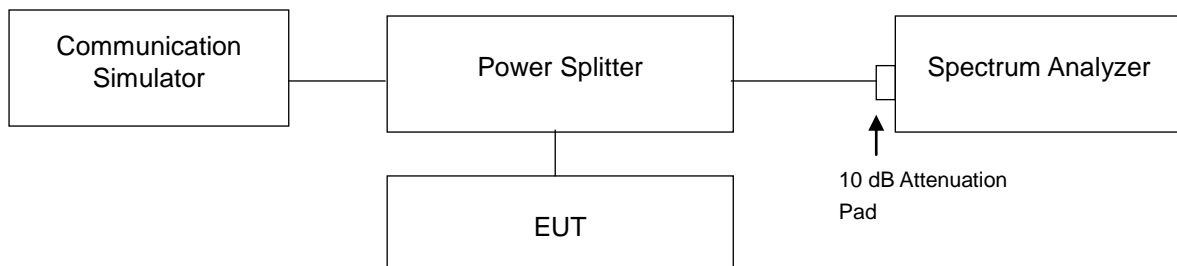 Communication
Simulator
Power Splitter
Spectrum Analyzer
10 dB Attenuation
Pad
EUT